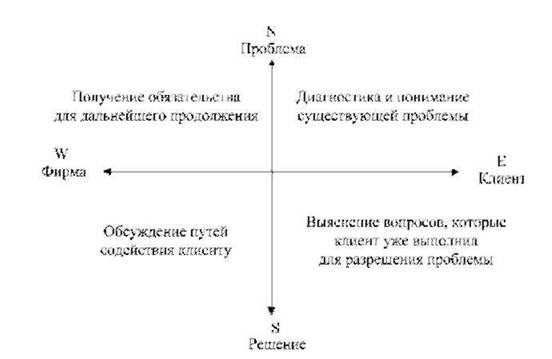 N
Проблема
Получение обязательства
для дальнейшего продолжения
Диагностика и понимание
существующей проблемы
W
Фирма
E
Клиент
Обсуждение путей
содействия клиенту
Выяснение вопросов, которые
клиент уже выполнил
для разрешения проблемы
S
Решение